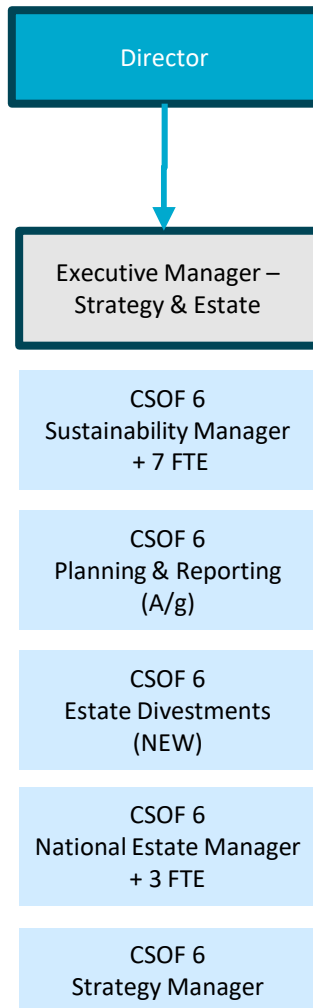 Director
Executive Manager –
Strategy & Estate
CSOF 6
Sustainability Manager
+ 7 FTE
CSOF 6
Planning & Reporting
(A/g)
CSOF 6
Estate Divestments
(NEW)
CSOF 6
National Estate Manager
+ 3 FTE
CSOF 6
Strategy Manager